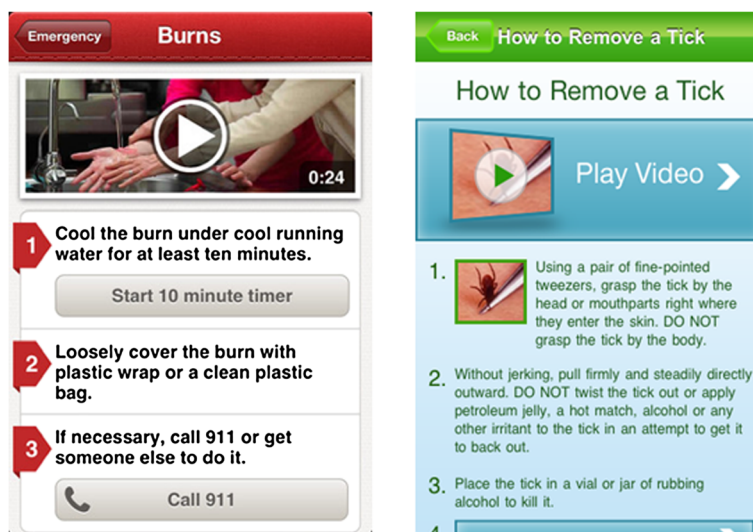 Emergency
Burns
0:24
1
Cool the burn under cool running
water for at least ten minutes.
Start 10 minute timer
2
Loosely cover the burn with
plastic wrap or a clean plastic
bag.
3
If necessary, call 911 or get
someone else to do it.
Call 911
Back
How to Remove a Tick
How to Remove a Tick
Play Video
1.
Using a pair of fine-pointed
tweezers, grasp the tick by the
head or mouthparts right where
they enter the skin. DO NOT
grasp the tick by the body.
2.
Without jerking, pull firmly and steadily directly
outward. DO NOT twist the tick out or apply
petroleum jelly, a hot match, alcohol or any
other irritant to the tick in an attempt to get it
to back out.
3.
Place the tick in a vial or jar of rubbing
alcohol to kill it.